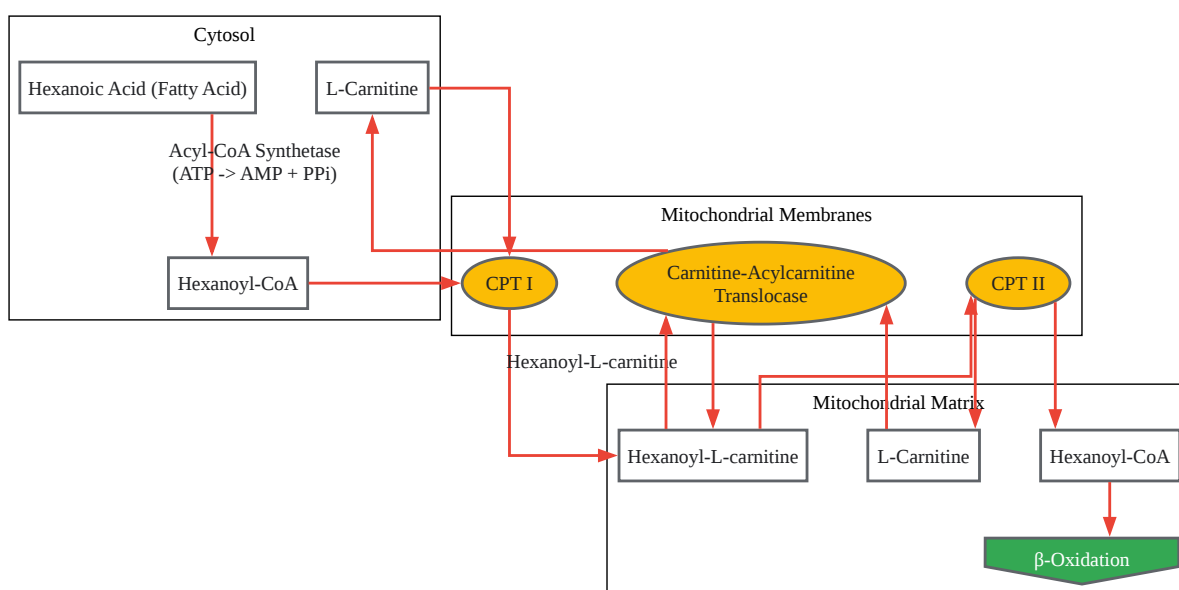 Cytosol
Hexanoic Acid (Fatty Acid)
L-Carnitine
Acyl-CoA Synthetase
(ATP -> AMP + PPi)
Hexanoyl-CoA
Mitochondrial Membranes
CPT I
Carnitine-Acylcarnitine
Translocase
CPT II
Hexanoyl-L-carnitine
Mitochondrial Matrix
Hexanoyl-L-carnitine
L-Carnitine
Hexanoyl-CoA
β-Oxidation